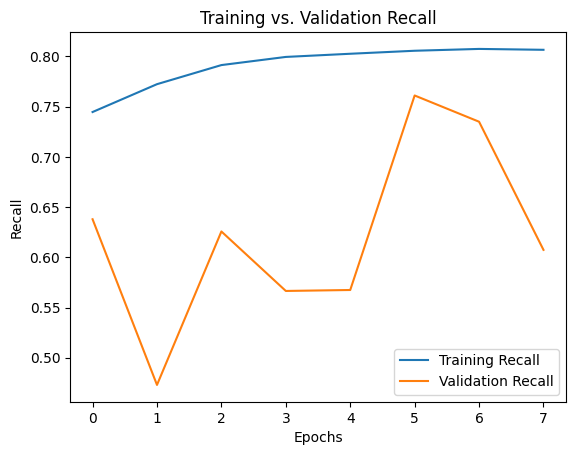 Training vs. Validation Recall
0.80
0.75
0.70
0.65
0.60
0.55
0.50
Recall
0 1 2 3 4 5 6 7
Epochs
Training Recall
Validation Recall